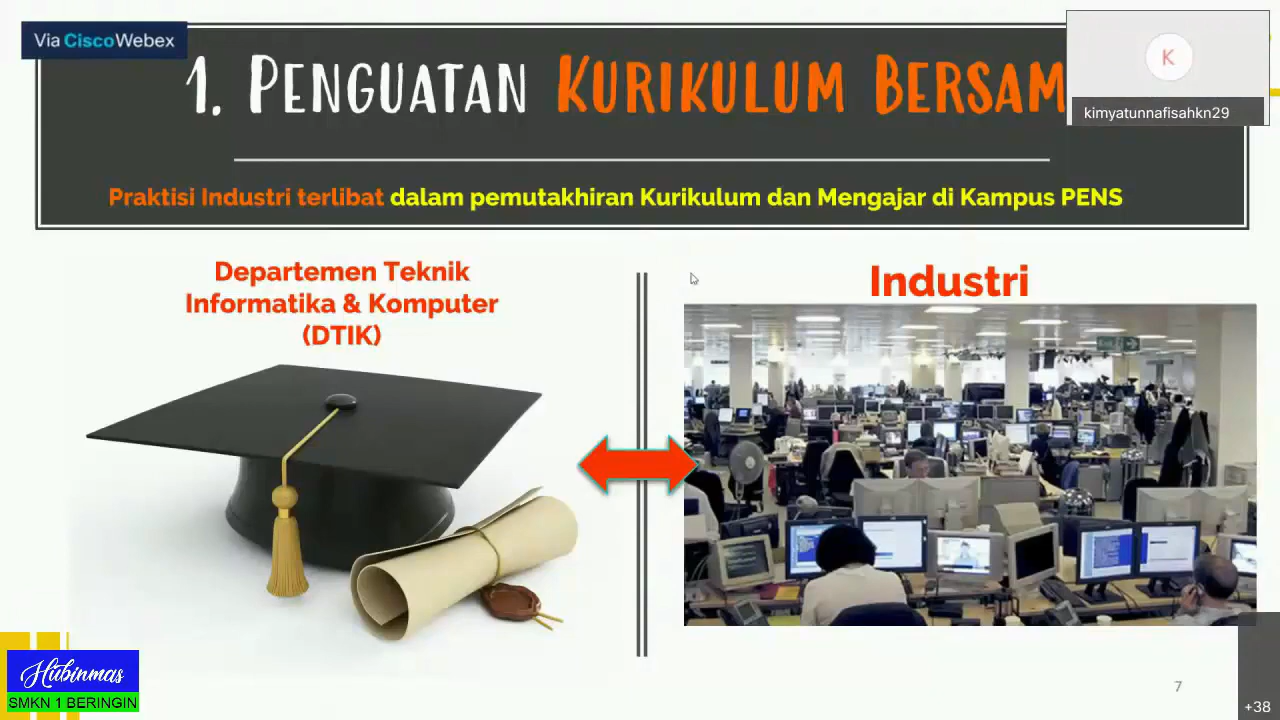 Via CiscoWebex
1. PENGUATAN KURIKULUM BERSAM
K
kimyatunnafisahkn29
Praktisi Industri terlibat dalam pemutakhiran Kurikulum dan Mengajar di Kampus PENS
Departemen Teknik
Informatika & Komputer
(DTIK)
Industri
Hubinmas
SMKN 1 BERINGIN
7
+38